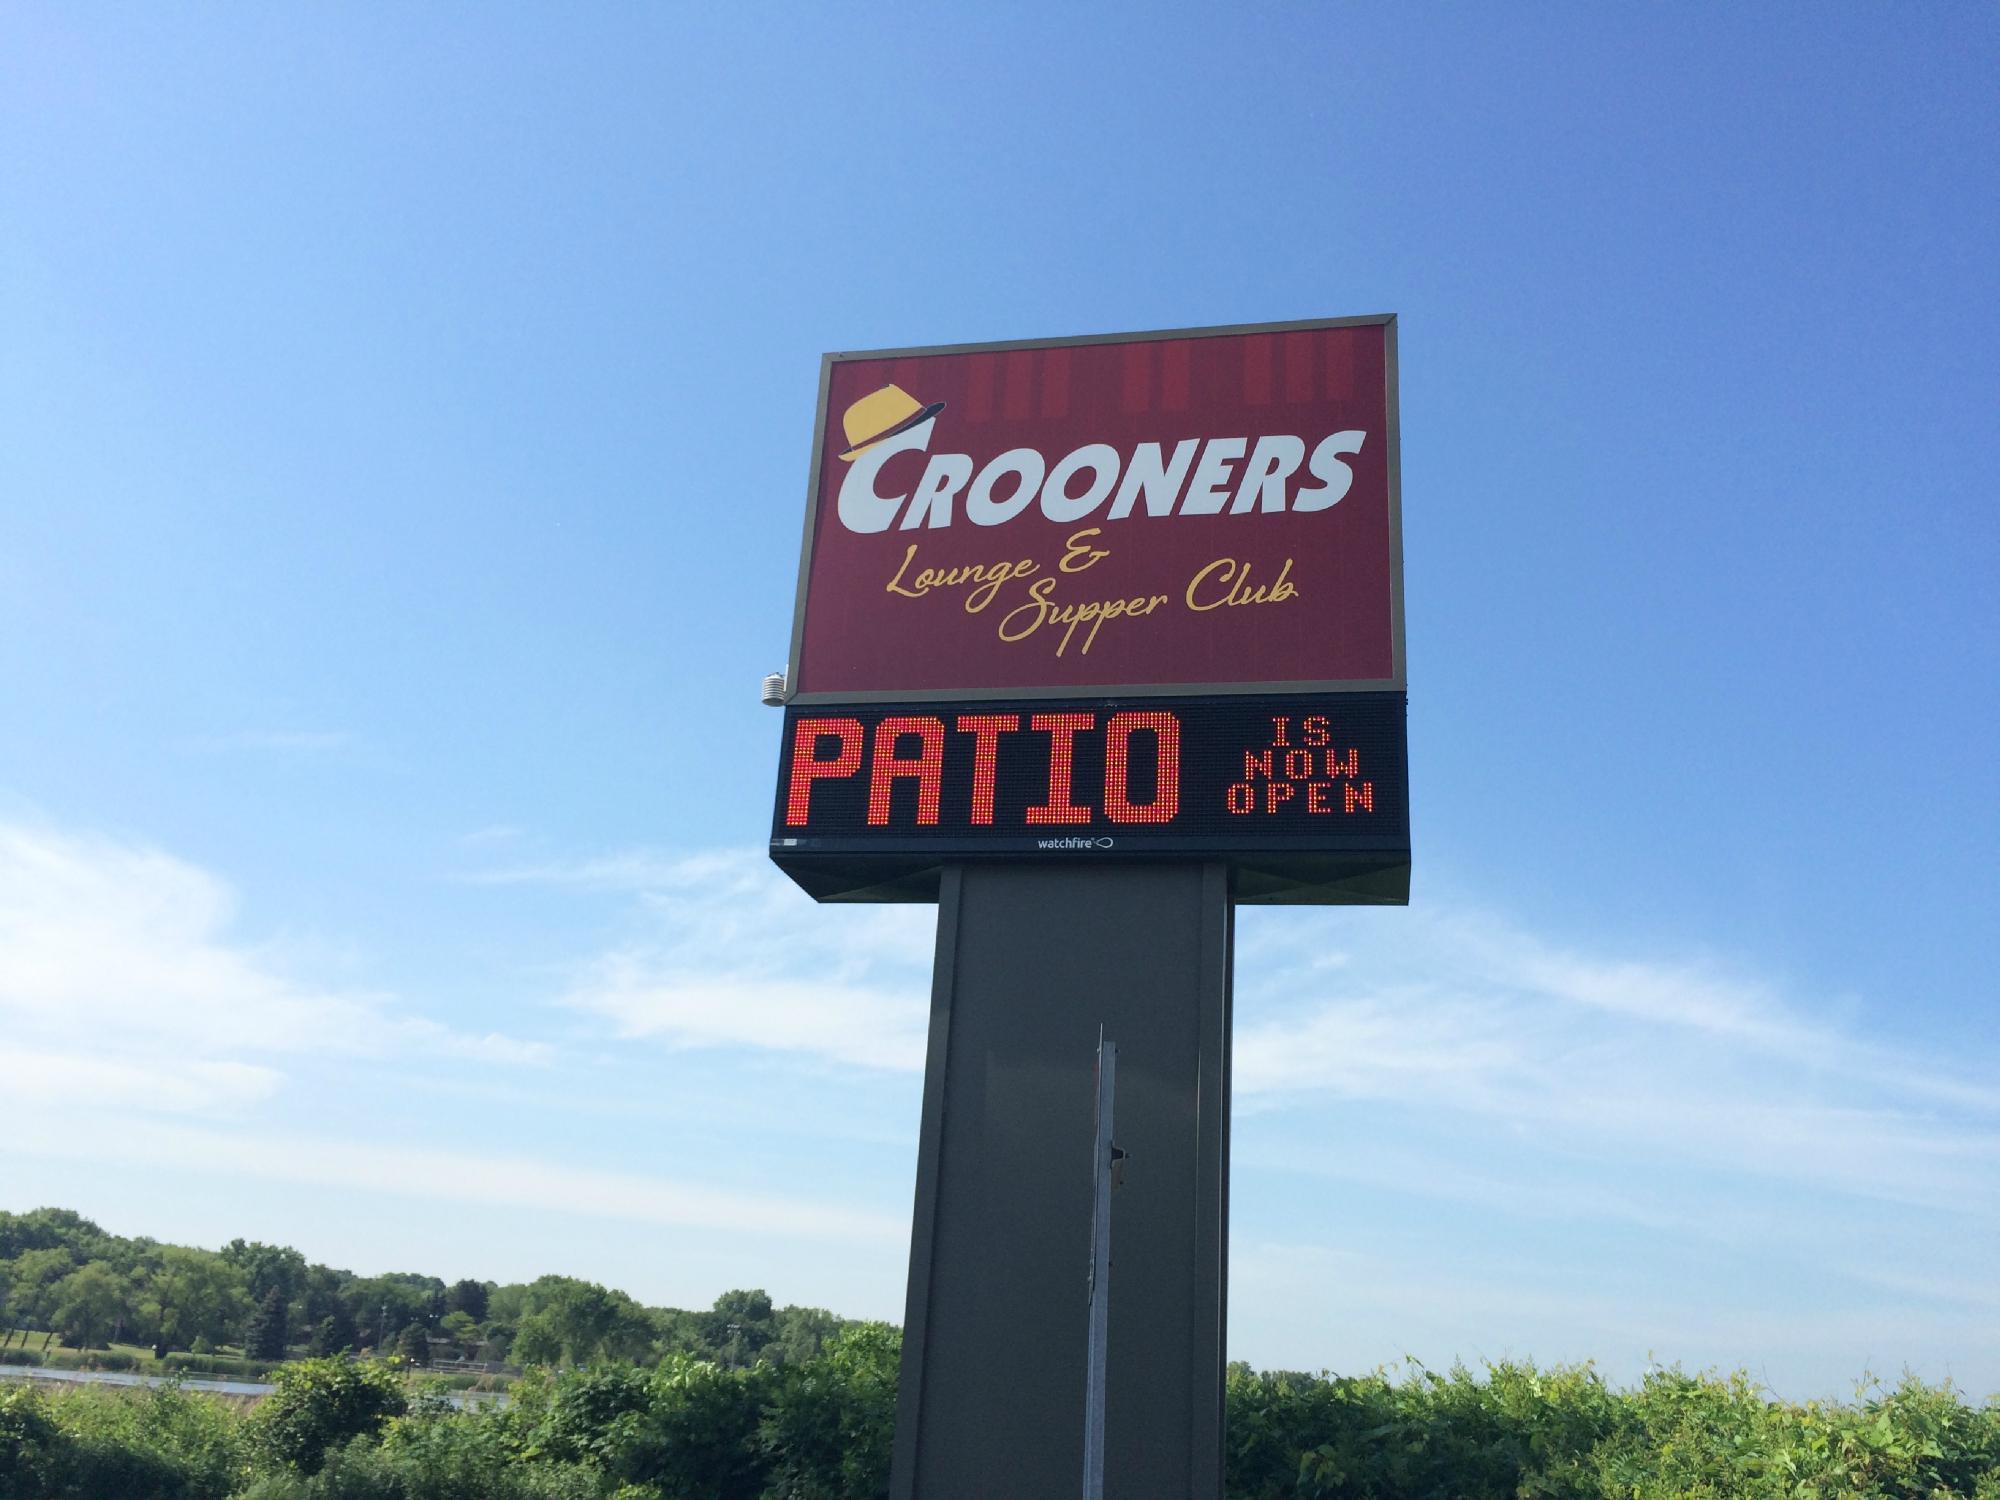 CROONERS
Lounge &
Supper Club
PATIO
IS
NOW
OPEN
watchfire